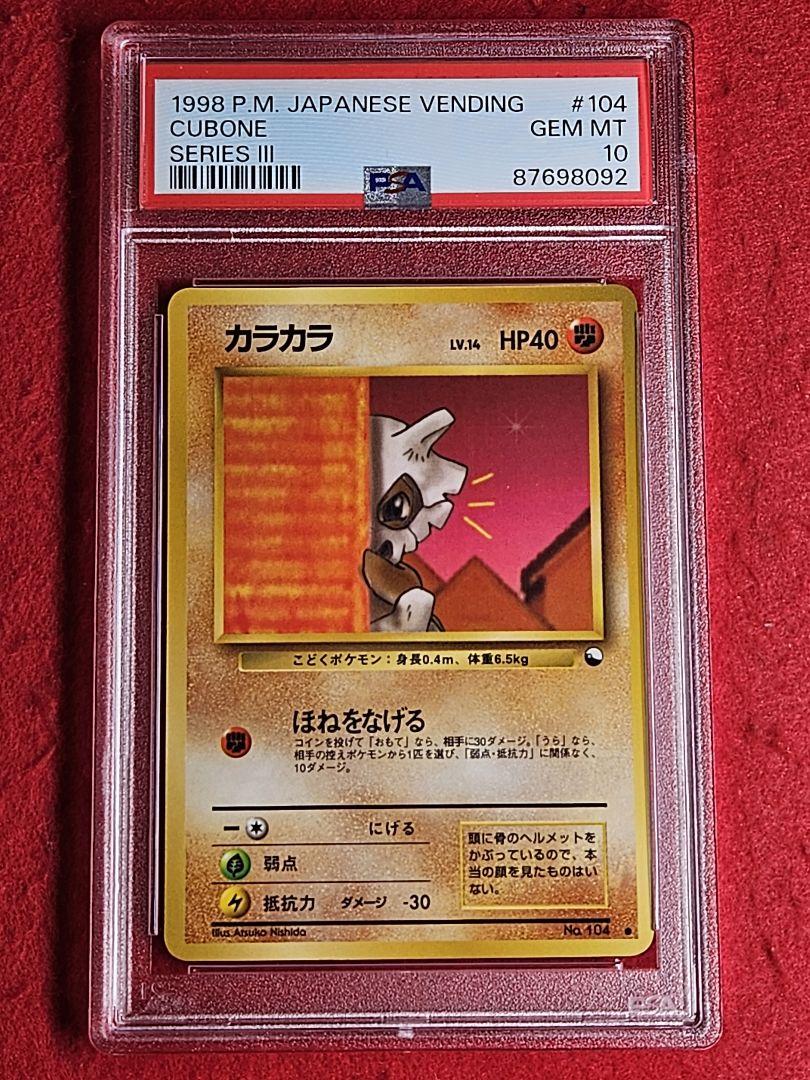 1998 P.M. JAPANESE VENDING #104
CUBONE GEM MT
SERIES III 10
PSA 87698092
カラカラ LV.14 HP40
こどくポケモン：身長0.4m、体重6.5kg
ほねをなげる
コインを投げて「おもて」なら、相手に30ダメージ。「うら」なら、
相手の控えポケモンから1匹を選び、「弱点・抵抗力」に関係なく、
10ダメージ。
にげる
弱点
抵抗力 ダメージ -30
頭に骨のヘルメットを
かぶっているので、本
当の顔を見たものはい
ない。
Illus. Atsuko Nishida No. 104
PSA